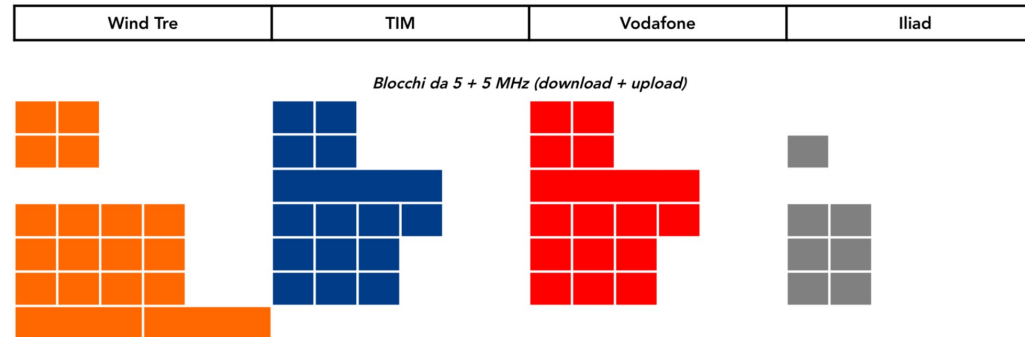 Wind Tre TIM Vodafone Iliad
Blocchi da 5 + 5 MHz (download + upload)